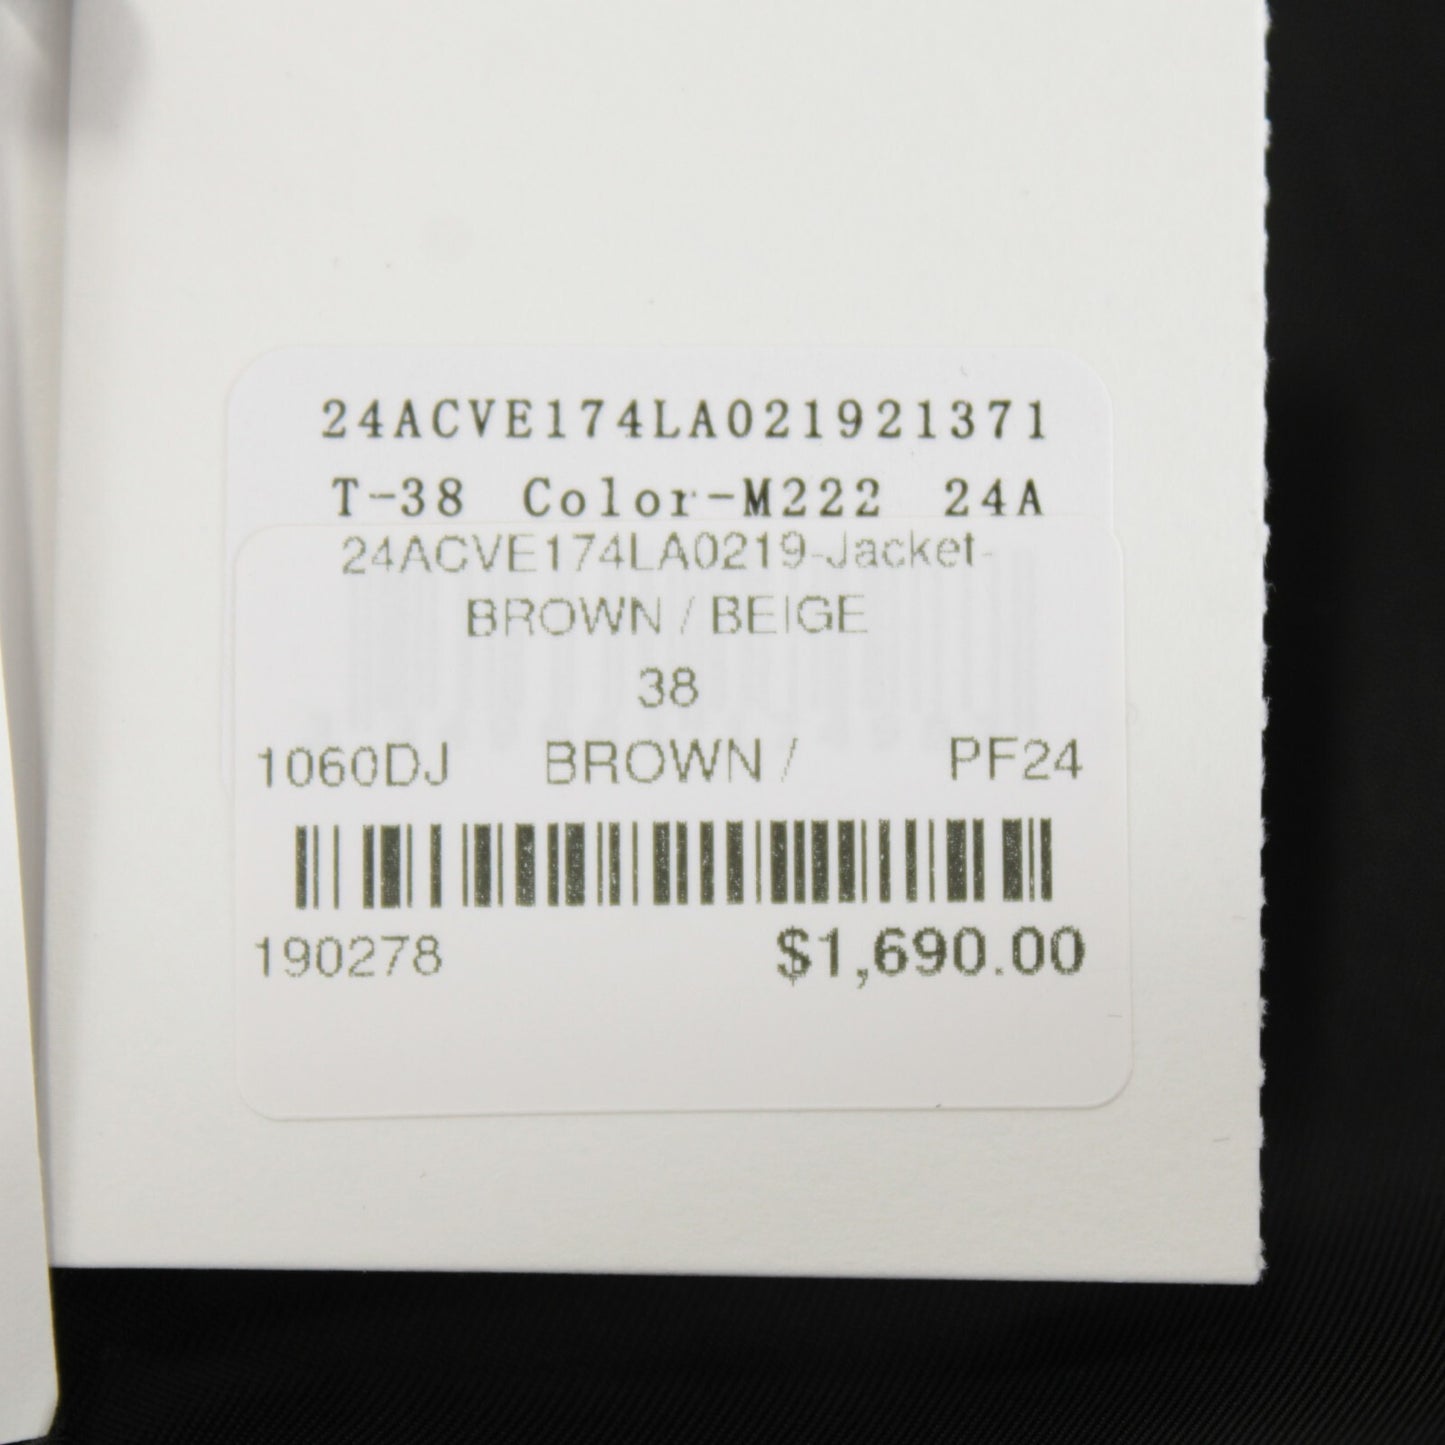 24ACVE174LA021921371
T-38 Color-M222 24A
24ACVE174LA0219-Jacket-
BROWN / BEIGE
38
1060DJ BROWN / PF24
190278 $1,690.00